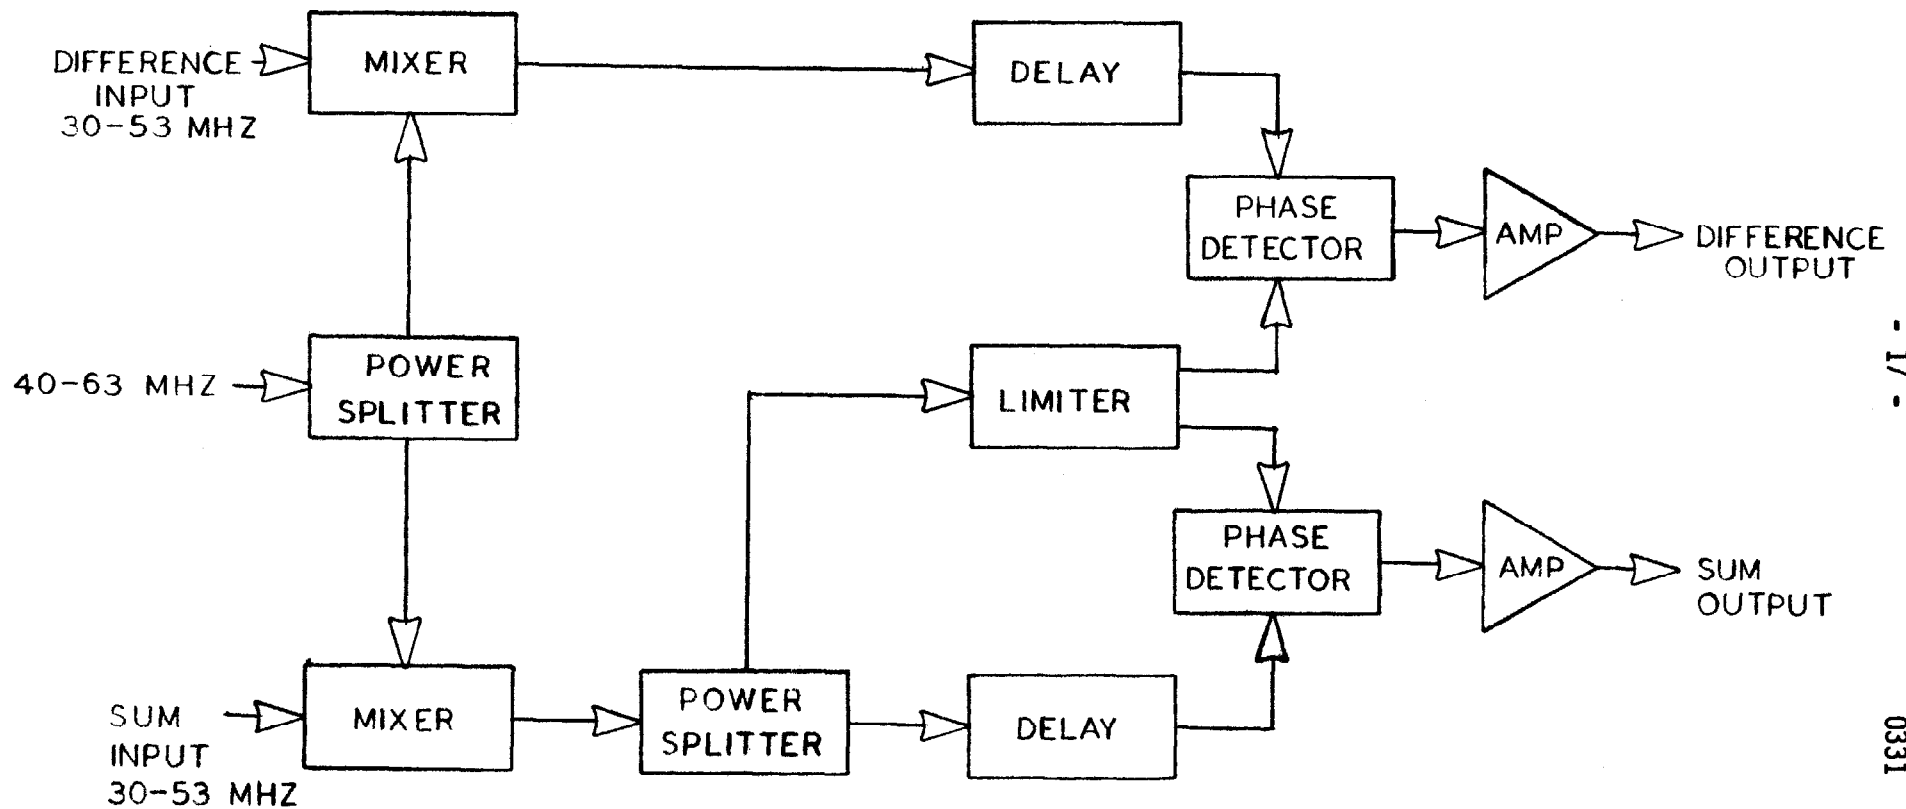 DIFFERENCE
INPUT
30-53 MHZ
MIXER
DELAY
PHASE
DETECTOR
AMP
DIFFERENCE
OUTPUT
40-63 MHZ
POWER
SPLITTER
LIMITER
PHASE
DETECTOR
AMP
SUM
OUTPUT
SUM
INPUT
30-53 MHZ
MIXER
POWER
SPLITTER
DELAY
- 17 -
0331